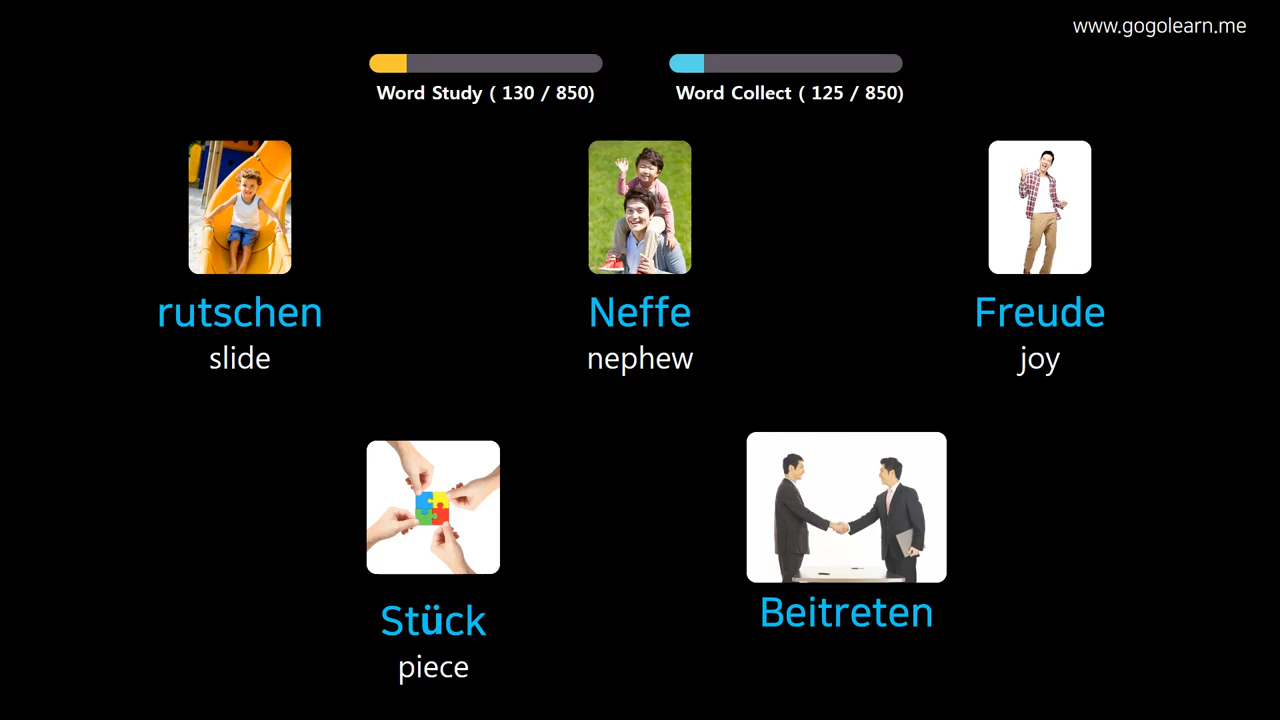 www.gogolearn.me
Word Study ( 130 / 850)
Word Collect ( 125 / 850)
rutschen
slide
Neffe
nephew
Freude
joy
Stück
piece
Beitreten